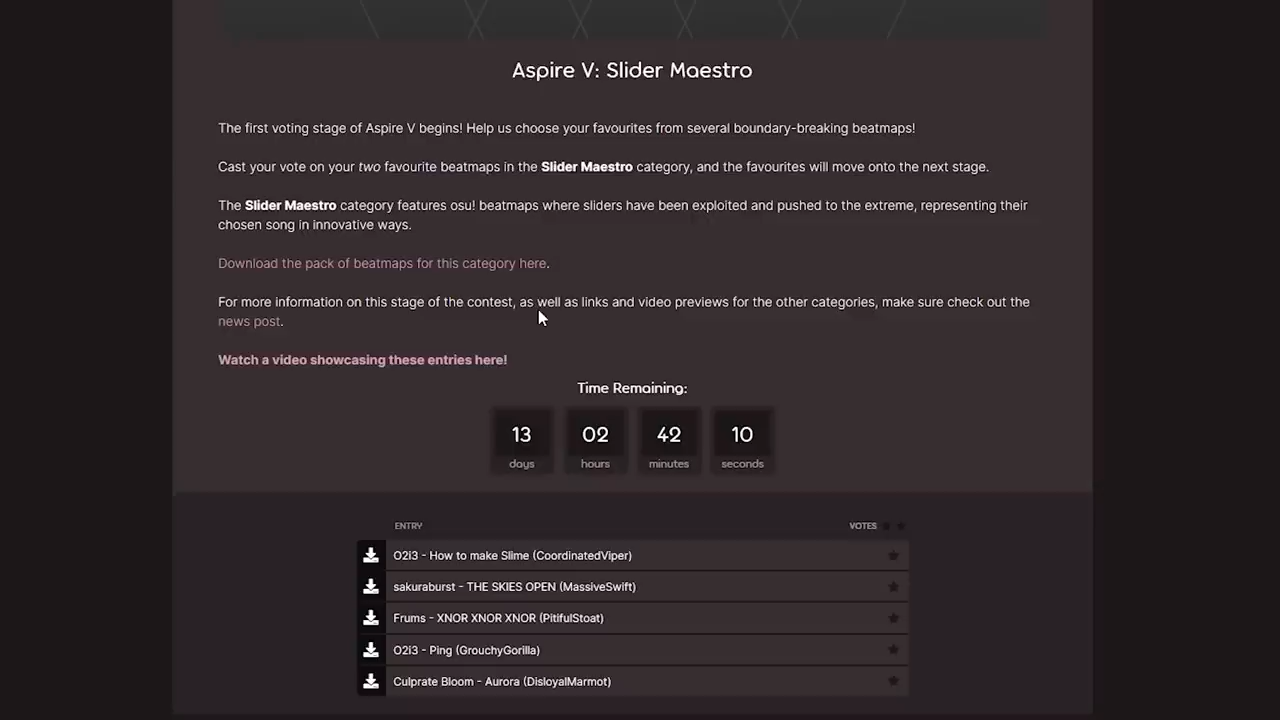 Aspire V: Slider Maestro
The first voting stage of Aspire V begins! Help us choose your favourites from several boundary-breaking beatmaps!
Cast your vote on your two favourite beatmaps in the Slider Maestro category, and the favourites will move onto the next stage.
The Slider Maestro category features osu! beatmaps where sliders have been exploited and pushed to the extreme, representing their
chosen song in innovative ways.
Download the pack of beatmaps for this category here.
For more information on this stage of the contest, as well as links and video previews for the other categories, make sure check out the
news post.
Watch a video showcasing these entries here!
Time Remaining:
13 02 42 10
days hours minutes seconds
ENTRY VOTES
O2i3 - How to make Slime (CoordinatedViper)
sakuraburst - THE SKIES OPEN (MassiveSwift)
Frums - XNOR XNOR XNOR (PitifulStoat)
O2i3 - Ping (GrouchyGorilla)
Culprate Bloom - Aurora (DisloyalMarmot)